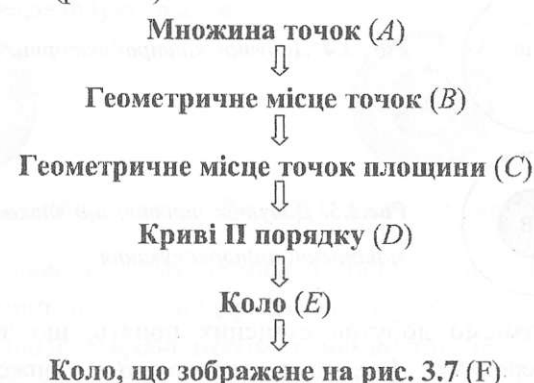 Множина точок (A)
⇓
Геометричне місце точок (B)
⇓
Геометричне місце точок площини (C)
⇓
Криві II порядку (D)
⇓
Коло (E)
⇓
Коло, що зображене на рис. 3.7 (F)